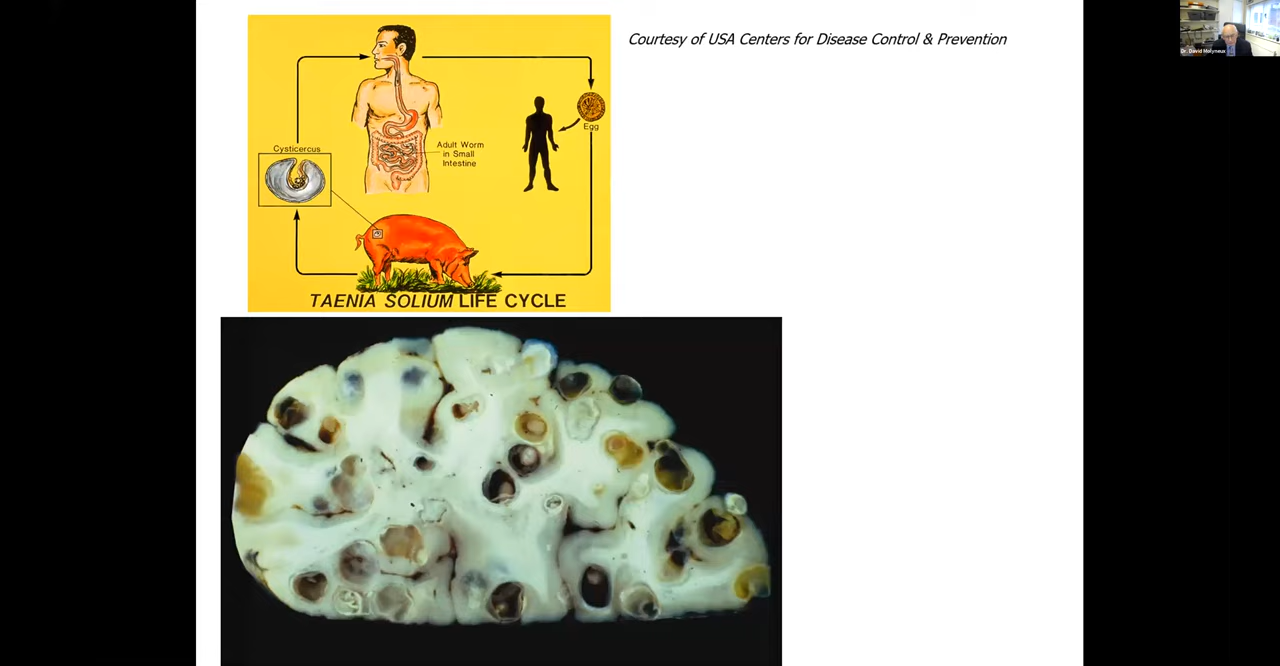 Courtesy of USA Centers for Disease Control & Prevention
Dr. David Molyneux
Egg
Cysticercus
Adult Worm
in Small
Intestine
TAENIA SOLIUM LIFE CYCLE